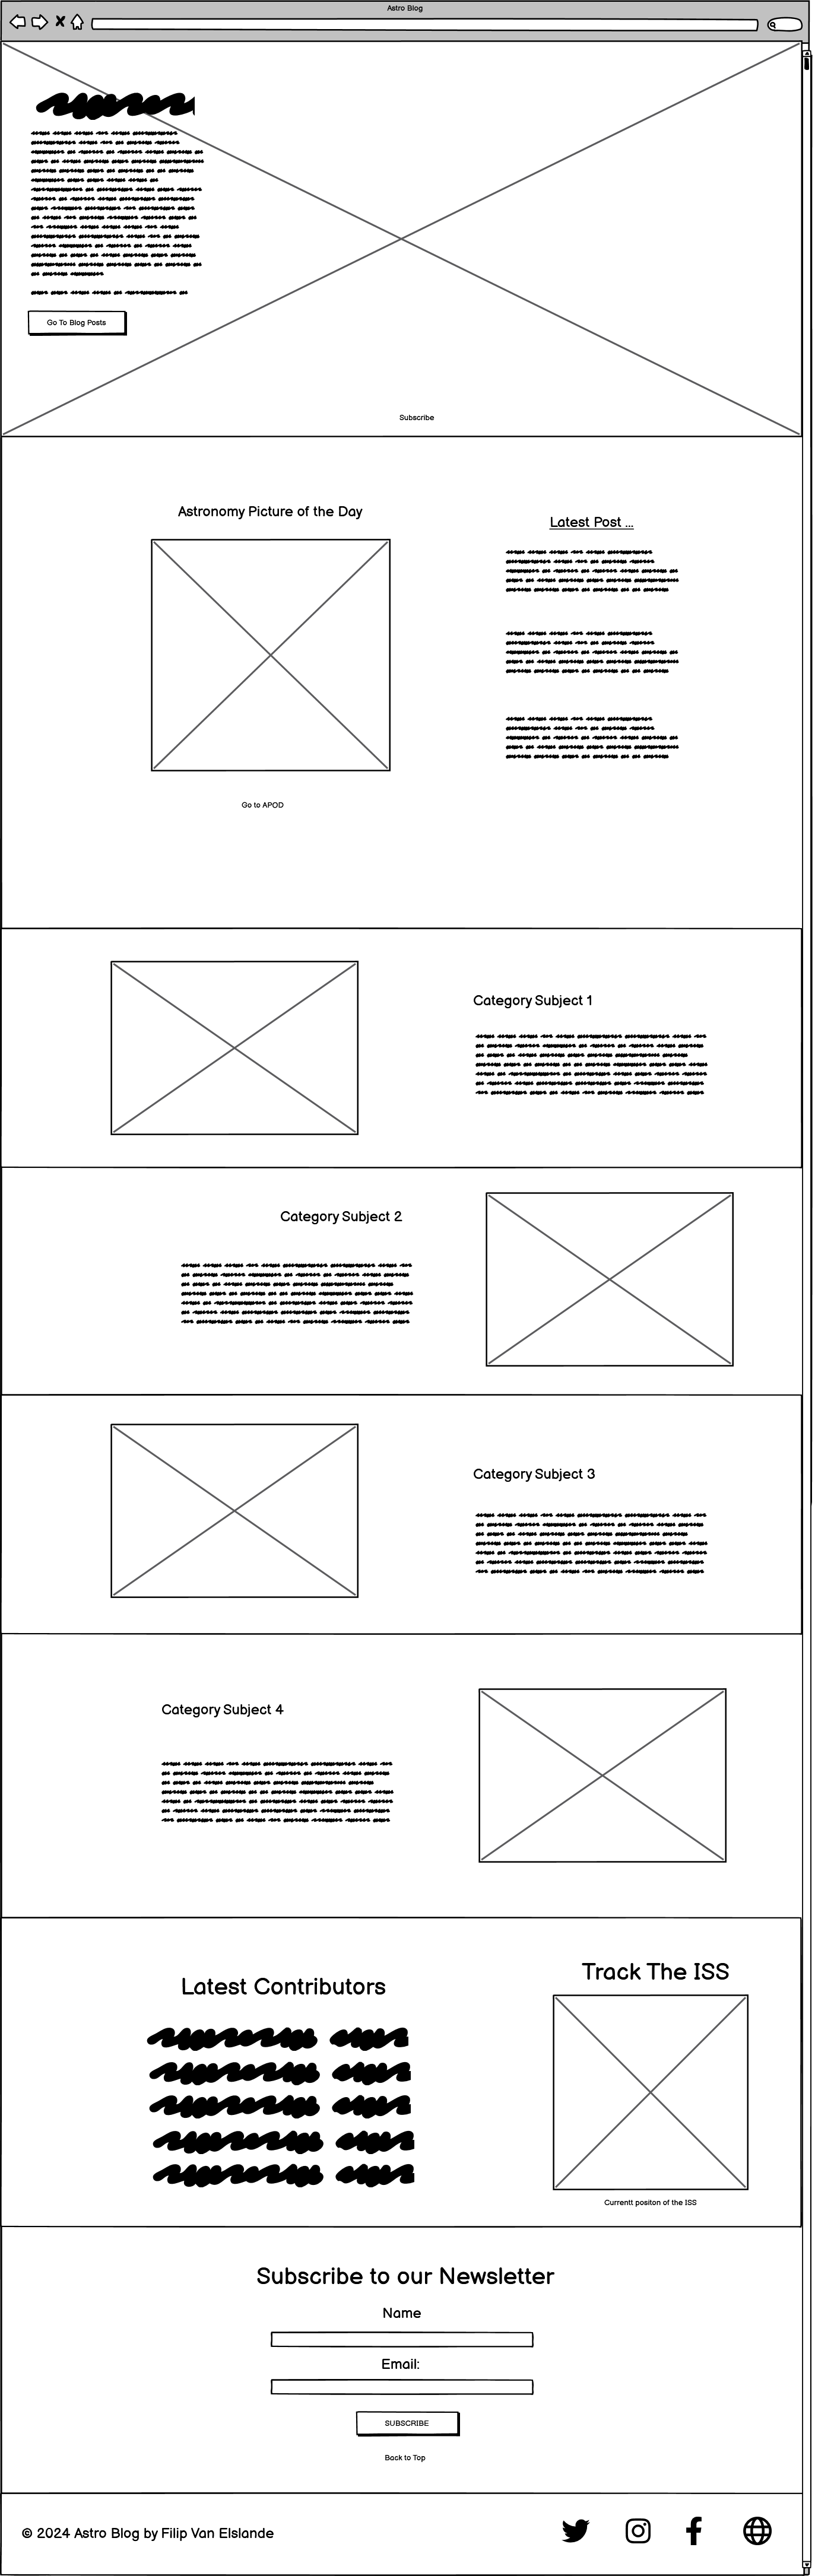 Astro Blog
Go To Blog Posts
Subscribe
Astronomy Picture of the Day
Latest Post ...
Go to APOD
Category Subject 1
Category Subject 2
Category Subject 3
Category Subject 4
Latest Contributors
Track The ISS
Currentt positon of the ISS
Subscribe to our Newsletter
Name
Email:
SUBSCRIBE
Back to Top
© 2024 Astro Blog by Filip Van Elslande